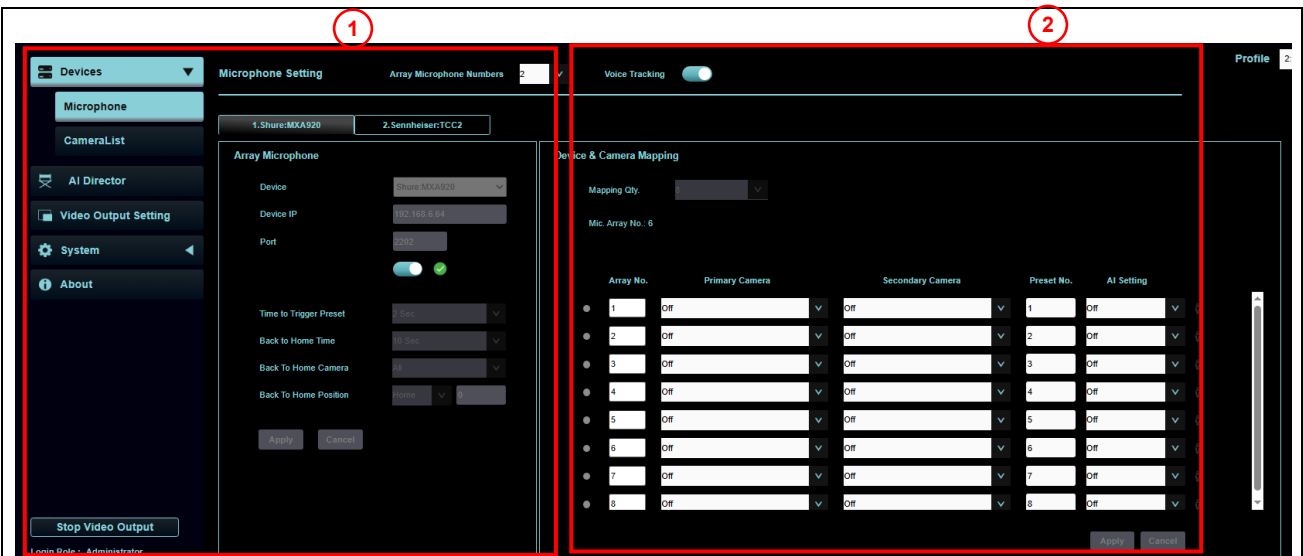 1
2
Devices
Microphone
CameraList
AI Director
Video Output Setting
System
About
Stop Video Output
Login Role : Administrator
Microphone Setting
Array Microphone Numbers 2
Voice Tracking
Profile 2:
1.Shure:MXA920
2.Sennheiser:TCC2
Array Microphone
Device Shure:MXA920
Device IP 192.168.6.64
Port 2202
Time to Trigger Preset 2 Sec
Back to Home Time 10 Sec
Back To Home Camera All
Back To Home Position Home 0
Apply Cancel
Device & Camera Mapping
Mapping Qty.
Mic. Array No.: 6
Array No. Primary Camera Secondary Camera Preset No. AI Setting
1 Off Off 1 Off
2 Off Off 2 Off
3 Off Off 3 Off
4 Off Off 4 Off
5 Off Off 5 Off
6 Off Off 6 Off
7 Off Off 7 Off
8 Off Off 8 Off
Apply Cancel